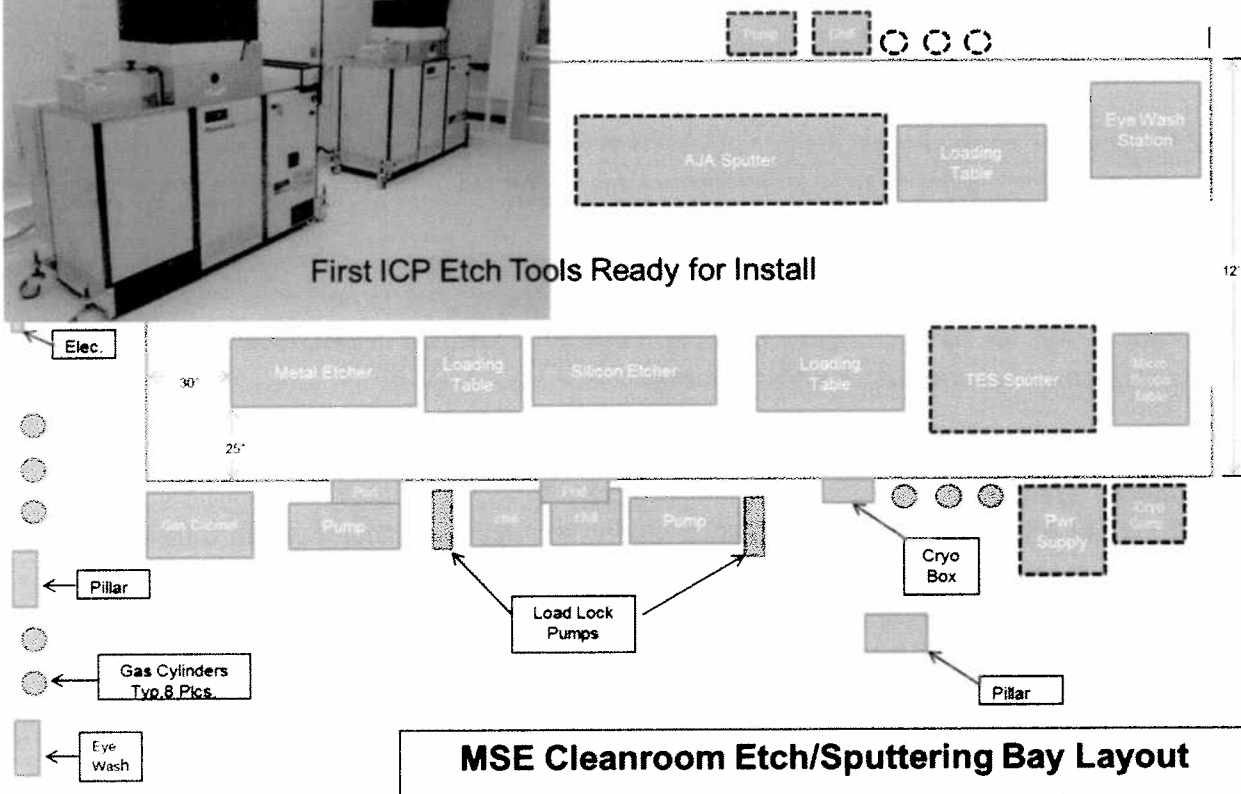 Pump
Chill
Eye Wash
Station
AJA Sputter
Loading
Table
First ICP Etch Tools Ready for Install
12'
Elec.
30"
Metal Etcher
Loading
Table
Silicon Etcher
Loading
Table
TES Sputter
Micro
Scope
Table
25"
Gas Cabinet
Pump
chill
chill
Pump
Pwr
Supply
Cryo
Pillar
Cryo
Box
Load Lock
Pumps
Gas Cylinders
Typ.8 Plcs.
Pillar
Eye
Wash
MSE Cleanroom Etch/Sputtering Bay Layout